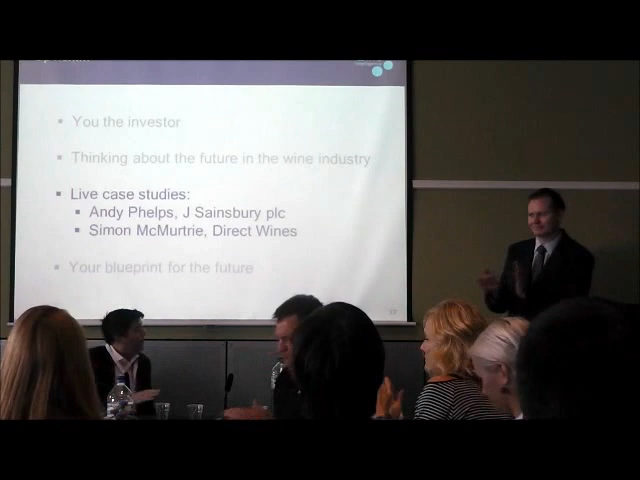 You the investor
Thinking about the future in the wine industry
Live case studies:
Andy Phelps, J Sainsbury plc
Simon McMurtrie, Direct Wines
Your blueprint for the future